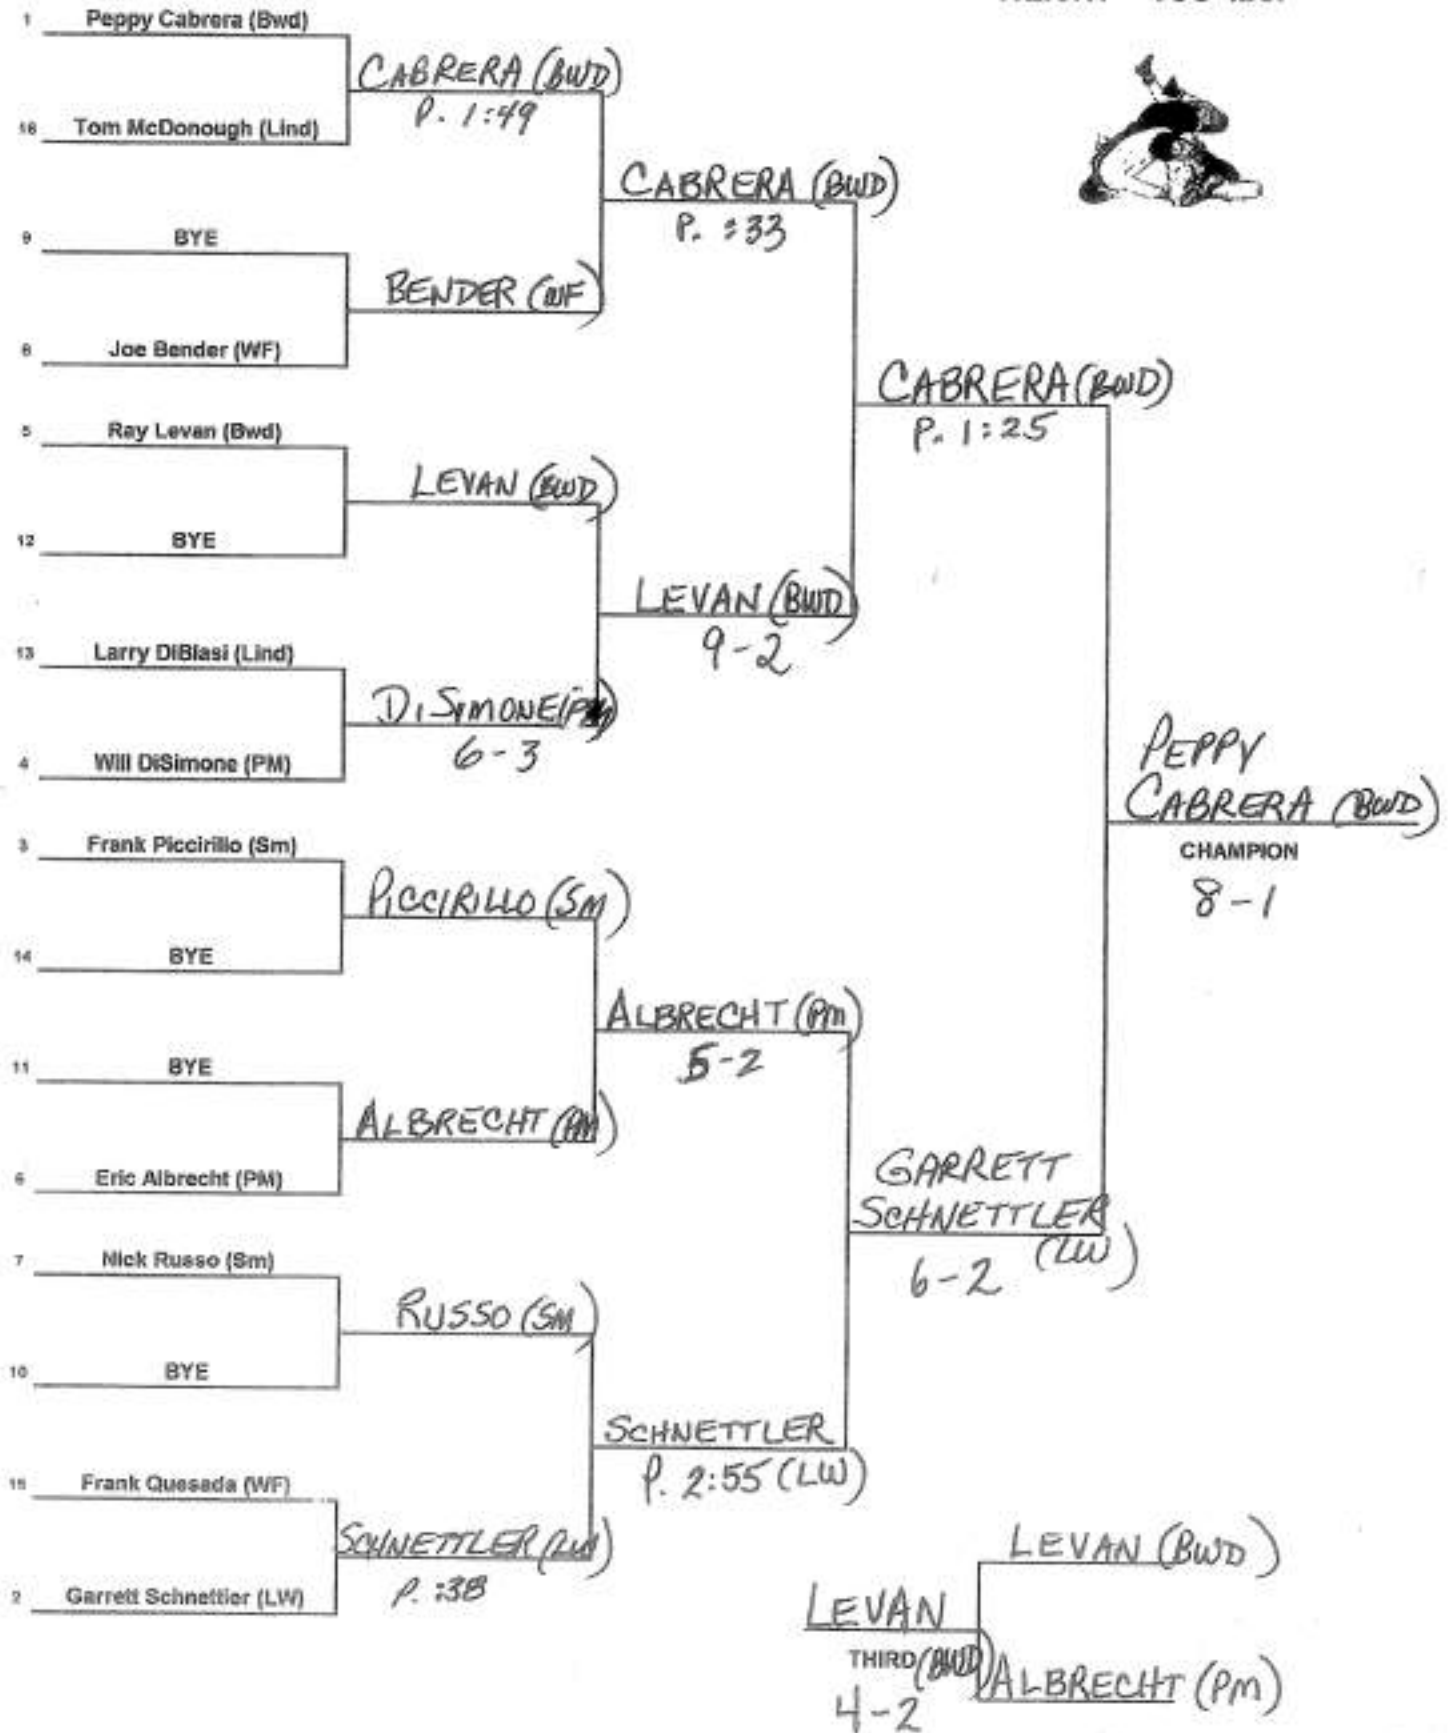 1 Peppy Cabrera (Bwd)
CABRERA (BWD)
P. 1:49
16 Tom McDonough (Lind)
CABRERA (BWD)
P. :33
9 BYE
BENDER (WF)
Joe Bender (WF)
CABRERA (BWD)
P. 1:25
5 Ray Levan (Bwd)
LEVAN (BWD)
12 BYE
LEVAN (BWD)
9-2
13 Larry DiBlasi (Lind)
DISIMONE (PM)
6-3
4 Will DiSimone (PM)
PEPPY
CABRERA (BWD)
CHAMPION
8-1
3 Frank Piccirillo (Sm)
PICCIRILLO (SM)
14 BYE
ALBRECHT (PM)
5-2
11 BYE
ALBRECHT (PM)
6 Eric Albrecht (PM)
GARRETT
SCHNETTLER
(LW)
6-2
7 Nick Russo (Sm)
RUSSO (SM)
10 BYE
SCHNETTLER
P. 2:55 (LW)
15 Frank Quesada (WF)
SCHNETTLER (LW)
P. :38
2 Garrett Schnettler (LW)
LEVAN (BWD)
LEVAN
THIRD (BWD)
4-2
ALBRECHT (PM)